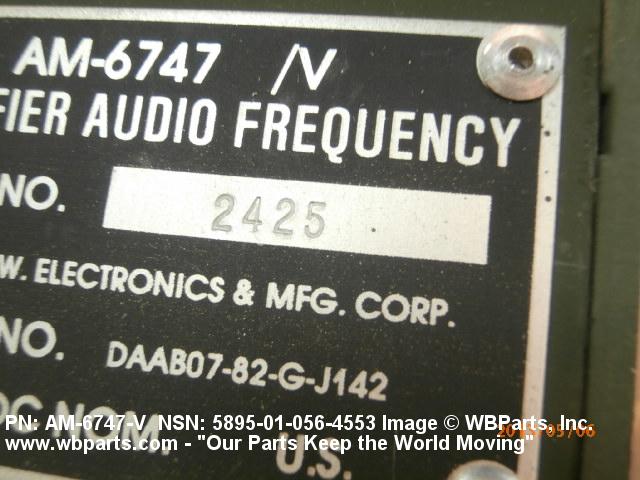 AM-6747 /V
FIER AUDIO FREQUENCY
NO. 2425
W. ELECTRONICS & MFG. CORP.
NO. DAAB07-82-G-J142
NOM.
U.S.
PN: AM-6747-V NSN: 5895-01-056-4553 Image © WBParts, Inc.
www.wbparts.com - "Our Parts Keep the World Moving"